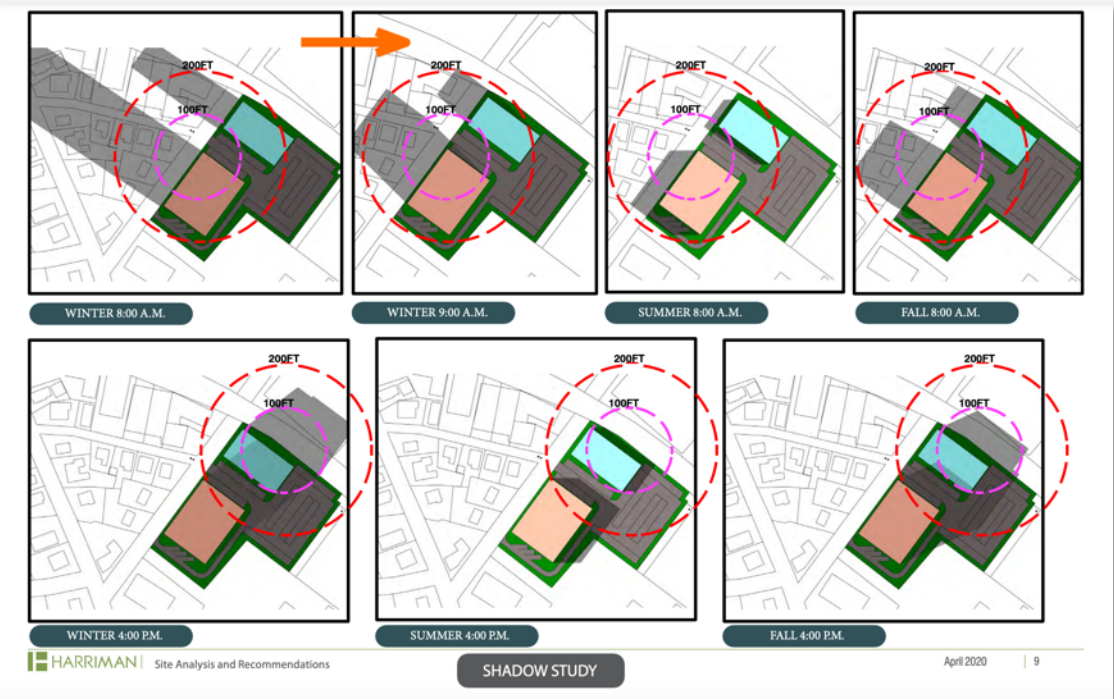 200FT
100FT
200FT
100FT
200FT
100FT
200FT
100FT
WINTER 8:00 A.M.
WINTER 9:00 A.M.
SUMMER 8:00 A.M.
FALL 8:00 A.M.
200FT
100FT
200FT
100FT
200FT
100FT
WINTER 4:00 P.M.
SUMMER 4:00 P.M.
FALL 4:00 P.M.
HARRIMAN
Site Analysis and Recommendations
SHADOW STUDY
April 2020
9